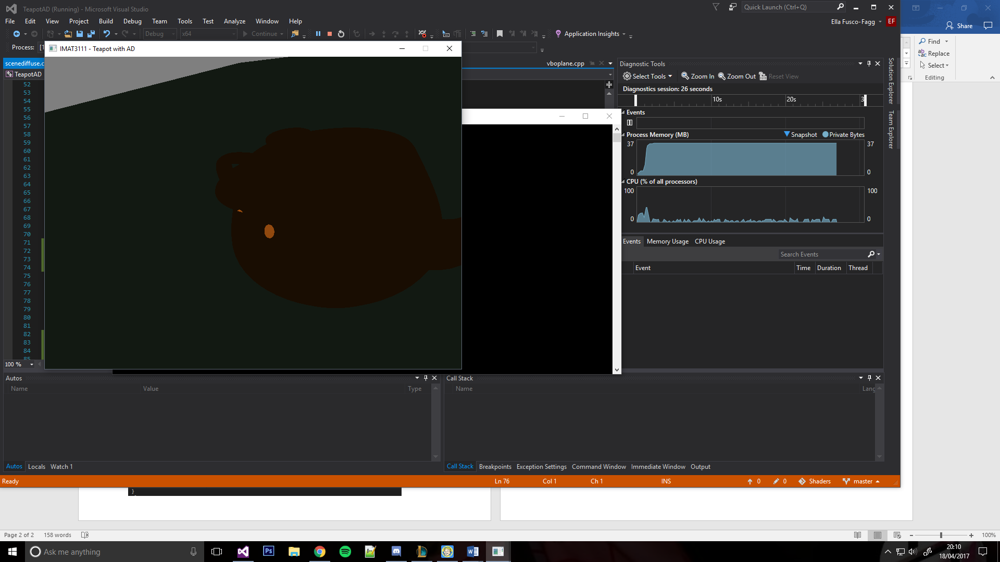 TeapotAD (Running) - Microsoft Visual Studio
Quick Launch (Ctrl+Q)
File Edit View Project Build Debug Team Tools Test Analyze Window Help
Ella Fusco-Fagg EF
Share
Debug x64 Continue Application Insights
Find
Replace
Select
Editing
Process:
IMAT3111 - Teapot with AD
scenediffuse.c
vboplane.cpp
TeapotAD
Diagnostic Tools
Select Tools Zoom In Zoom Out Reset View
Diagnostics session: 26 seconds
10s 20s 3
Events
Process Memory (MB) Snapshot Private Bytes
37 37
0 0
CPU (% of all processors)
100 100
0 0
Events Memory Usage CPU Usage
Search Events
Event Time Duration Thread
Solution Explorer
Team Explorer
52
53
54
55
56
57
58
59
60
61
62
63
64
65
66
67
68
69
70
71
72
73
74
75
76
77
78
79
80
81
82
83
84
85
100 %
Autos
Name Value Type
Call Stack
Name Lang
Autos Locals Watch 1
Call Stack Breakpoints Exception Settings Command Window Immediate Window Output
Ready Ln 76 Col 1 Ch 1 INS 0 0 Shaders master
}
Page 2 of 2 158 words 100%
Ask me anything
Ps
20:10
18/04/2017